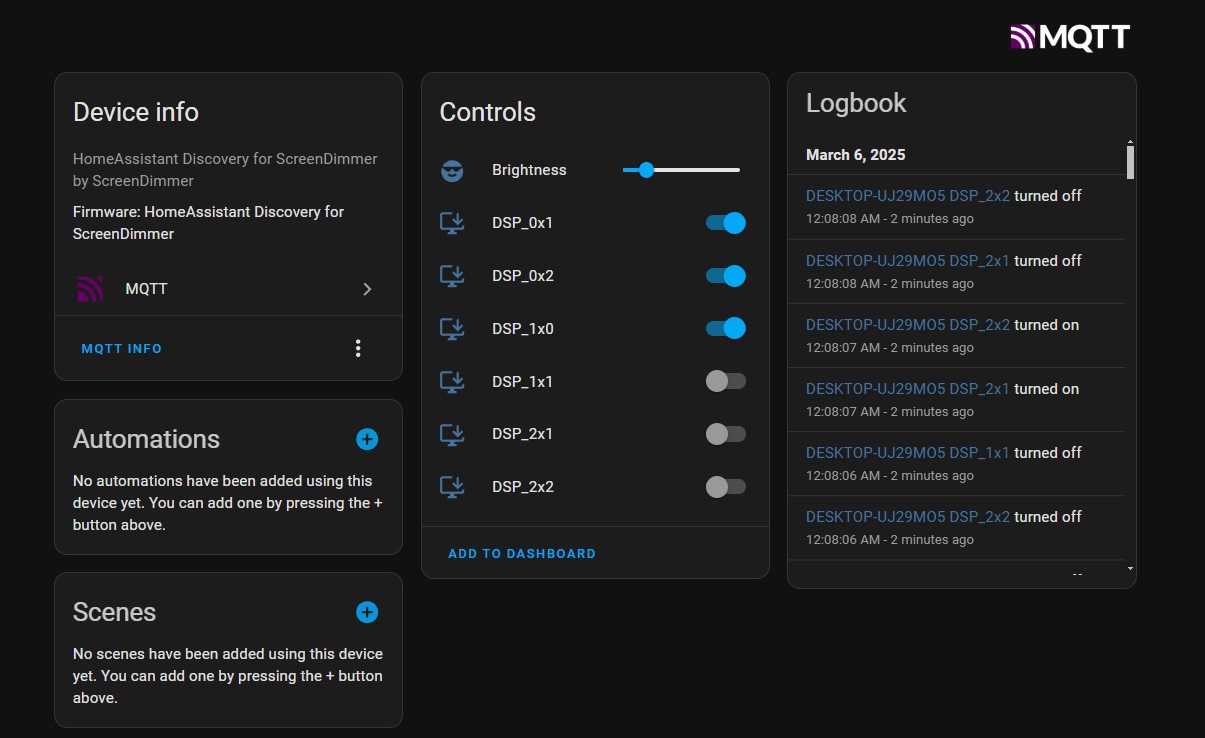 MQTT
Device info
HomeAssistant Discovery for ScreenDimmer
by ScreenDimmer
Firmware: HomeAssistant Discovery for
ScreenDimmer
MQTT
MQTT INFO
Automations
No automations have been added using this
device yet. You can add one by pressing the +
button above.
Scenes
No scenes have been added using this device
yet. You can add one by pressing the + button
above.
Controls
Brightness
DSP_0x1
DSP_0x2
DSP_1x0
DSP_1x1
DSP_2x1
DSP_2x2
ADD TO DASHBOARD
Logbook
March 6, 2025
DESKTOP-UJ29MO5 DSP_2x2 turned off
12:08:08 AM - 2 minutes ago
DESKTOP-UJ29MO5 DSP_2x1 turned off
12:08:08 AM - 2 minutes ago
DESKTOP-UJ29MO5 DSP_2x2 turned on
12:08:07 AM - 2 minutes ago
DESKTOP-UJ29MO5 DSP_2x1 turned on
12:08:07 AM - 2 minutes ago
DESKTOP-UJ29MO5 DSP_1x1 turned off
12:08:06 AM - 2 minutes ago
DESKTOP-UJ29MO5 DSP_2x2 turned off
12:08:06 AM - 2 minutes ago